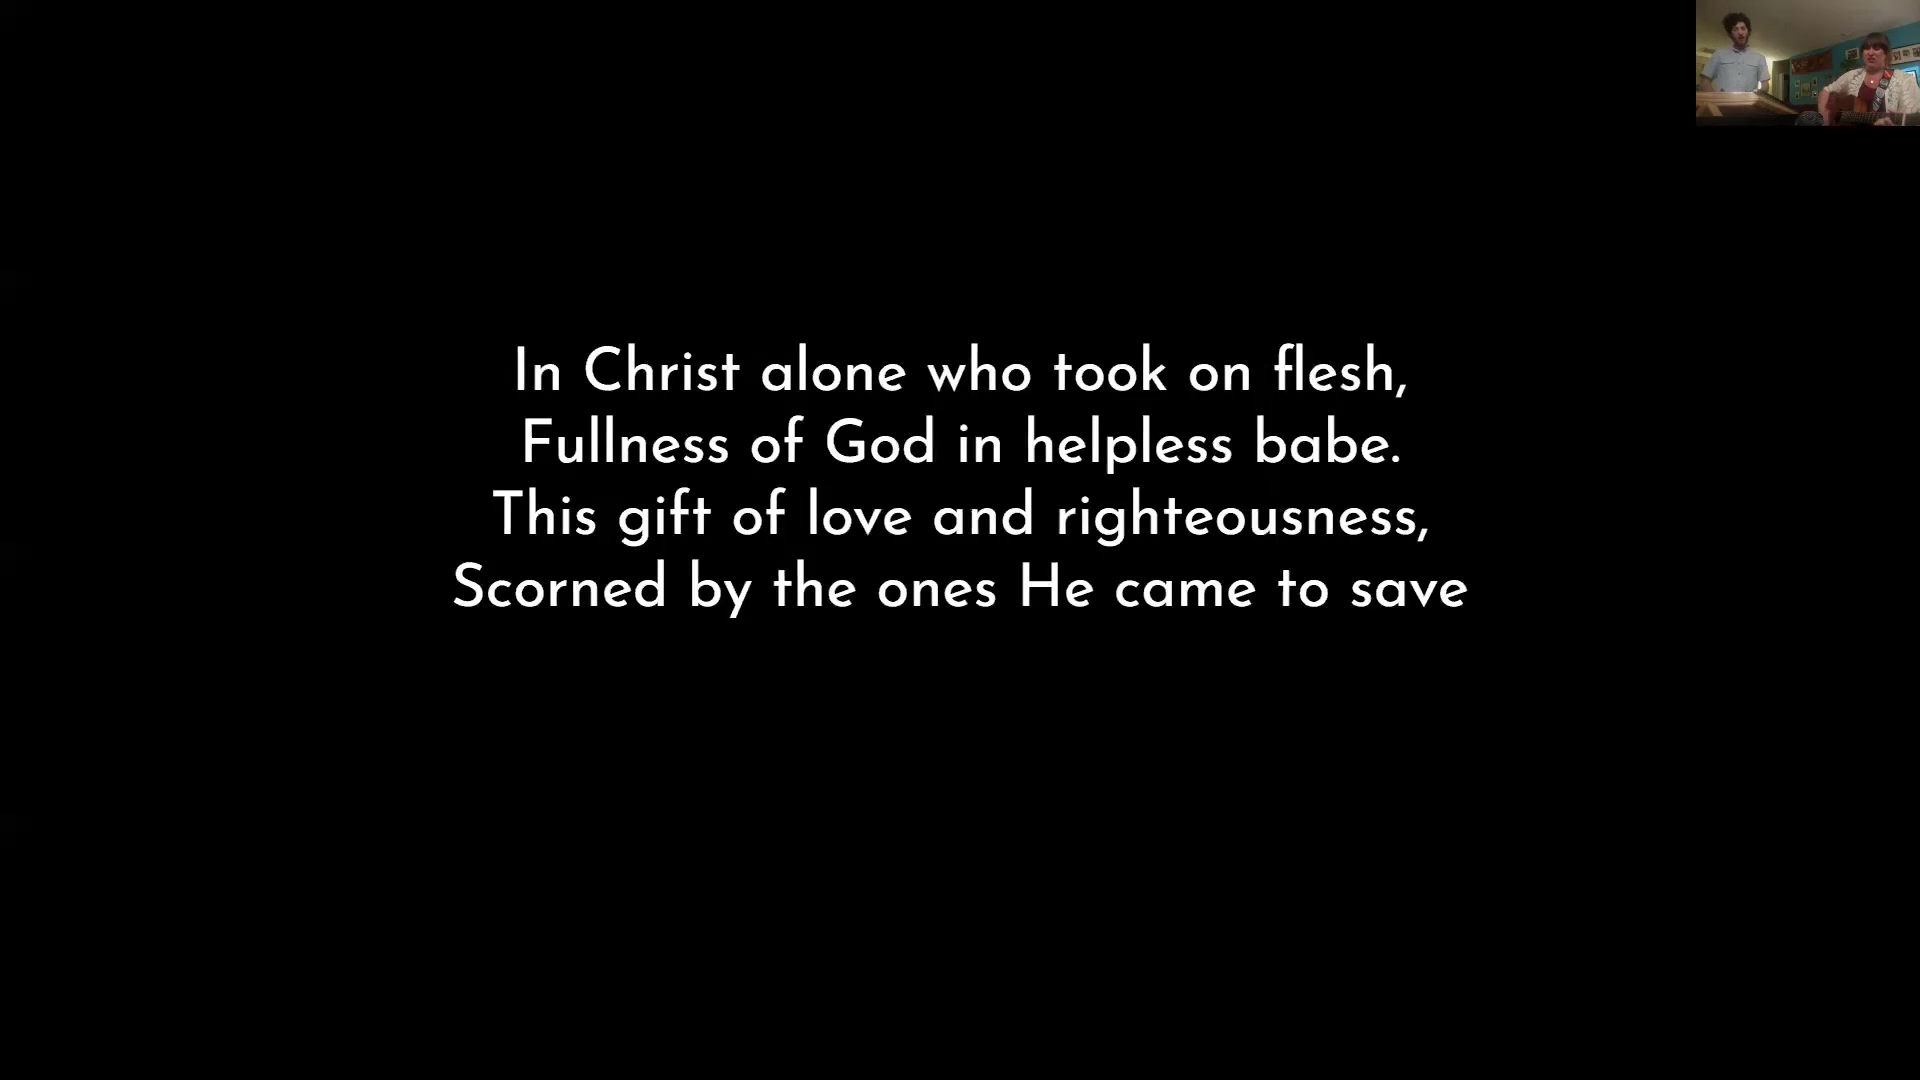 In Christ alone who took on flesh,
Fullness of God in helpless babe.
This gift of love and righteousness,
Scorned by the ones He came to save